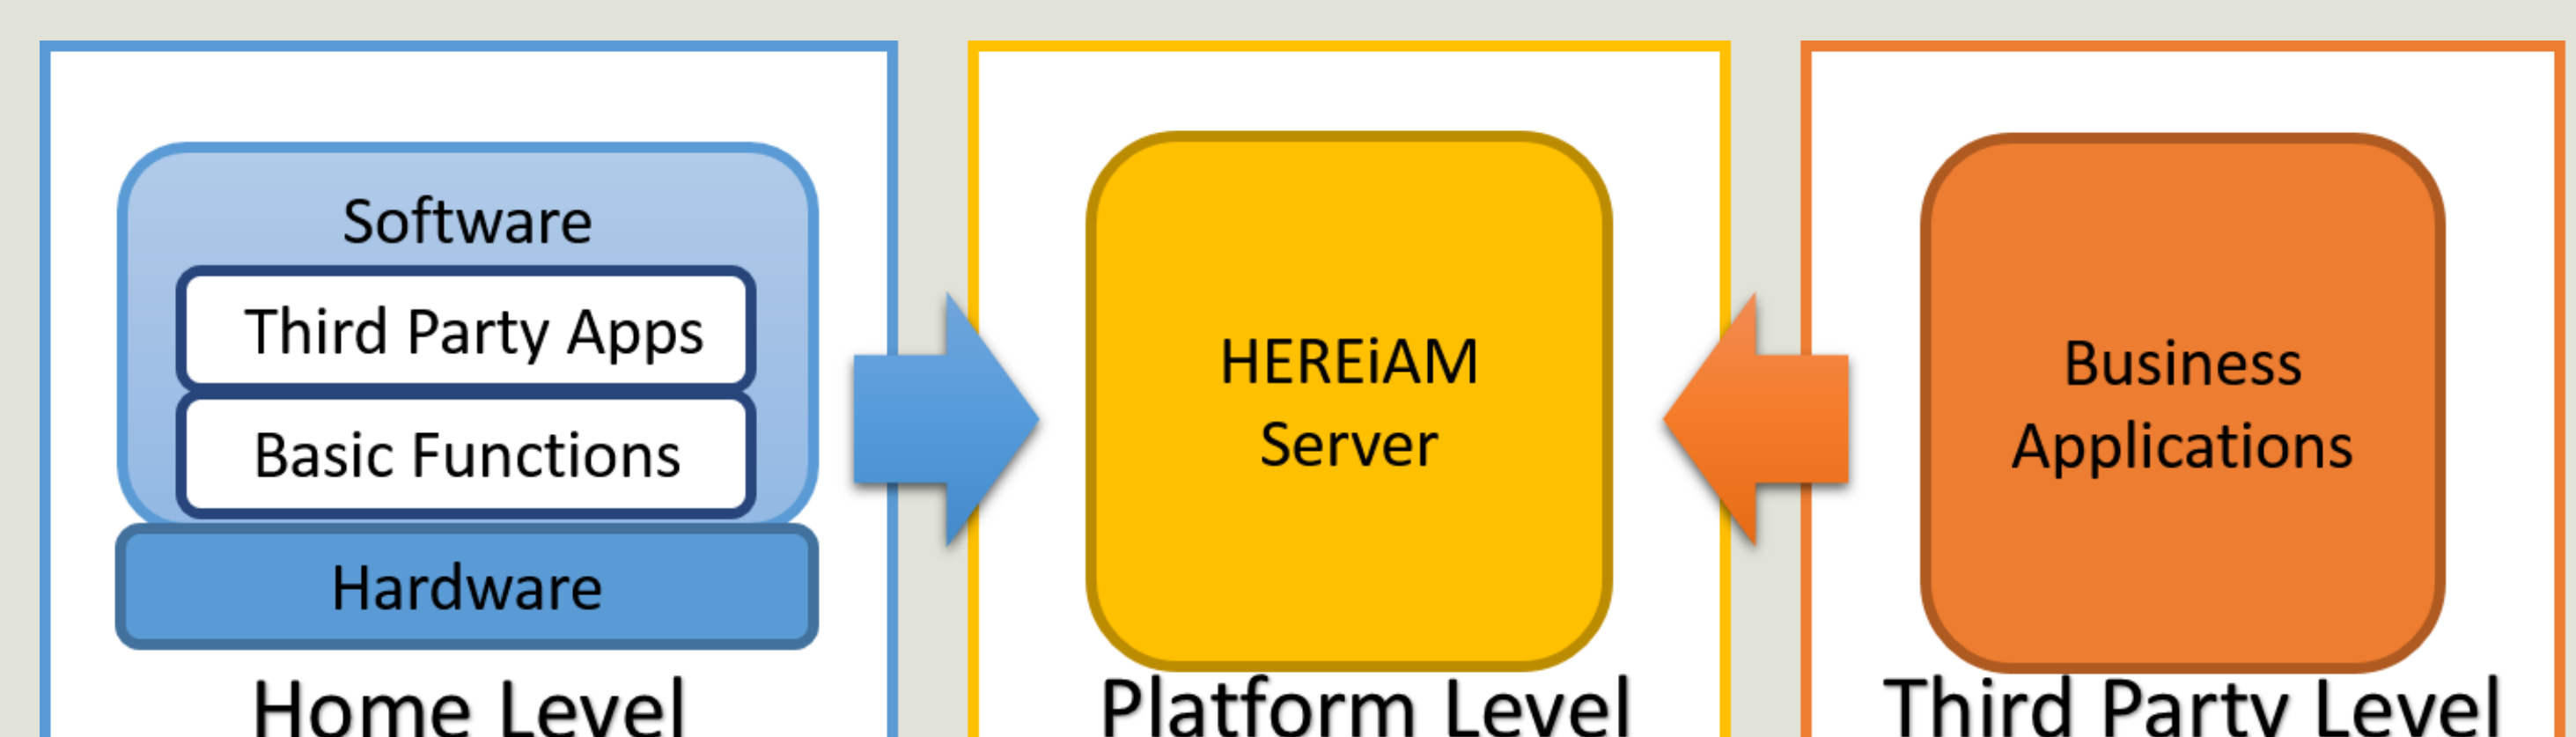 Software
Third Party Apps
Basic Functions
Hardware
Home Level
HEREiAM
Server
Platform Level
Business
Applications
Third Party Level